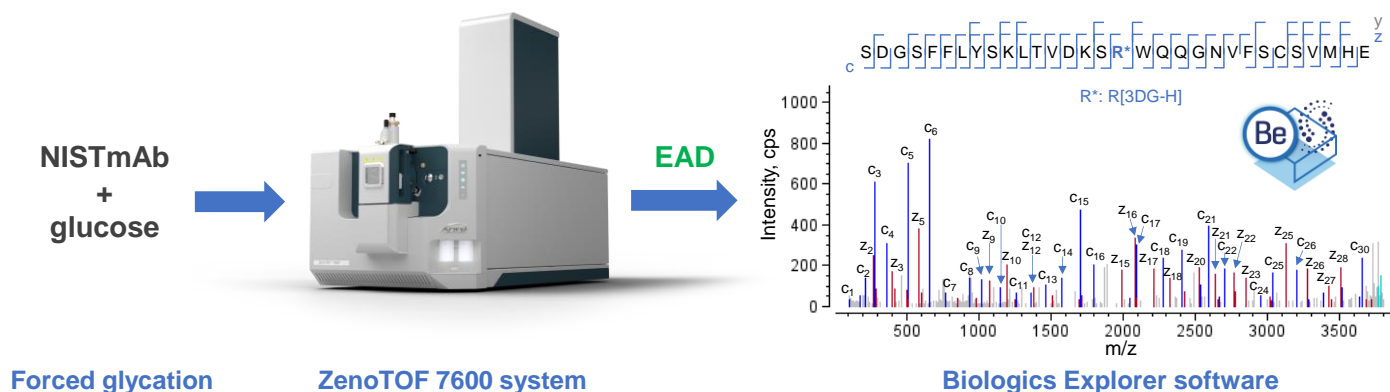 NISTmAb
+
glucose
EAD
y
z
c
SDGSFFLYSKLTVDKSR*WQQGNVFSCSVMHE
R*: R[3DG-H]
Be
Intensity, cps
1000
800
600
400
200
0
c1
c2
z2
c3
c4
z3
c5
z5
c6
c7
c8
c9
z9
c10
z10
c11
c12
z12
c13
c14
c15
c16
z15
z16
c17
z17
c18
z18
c19
z20
c21
z21
c22
z22
z23
c24
c25
z25
c26
z26
z27
z28
c30
500
1000
1500
2000
2500
3000
3500
m/z
Forced glycation
ZenoTOF 7600 system
Biologics Explorer software